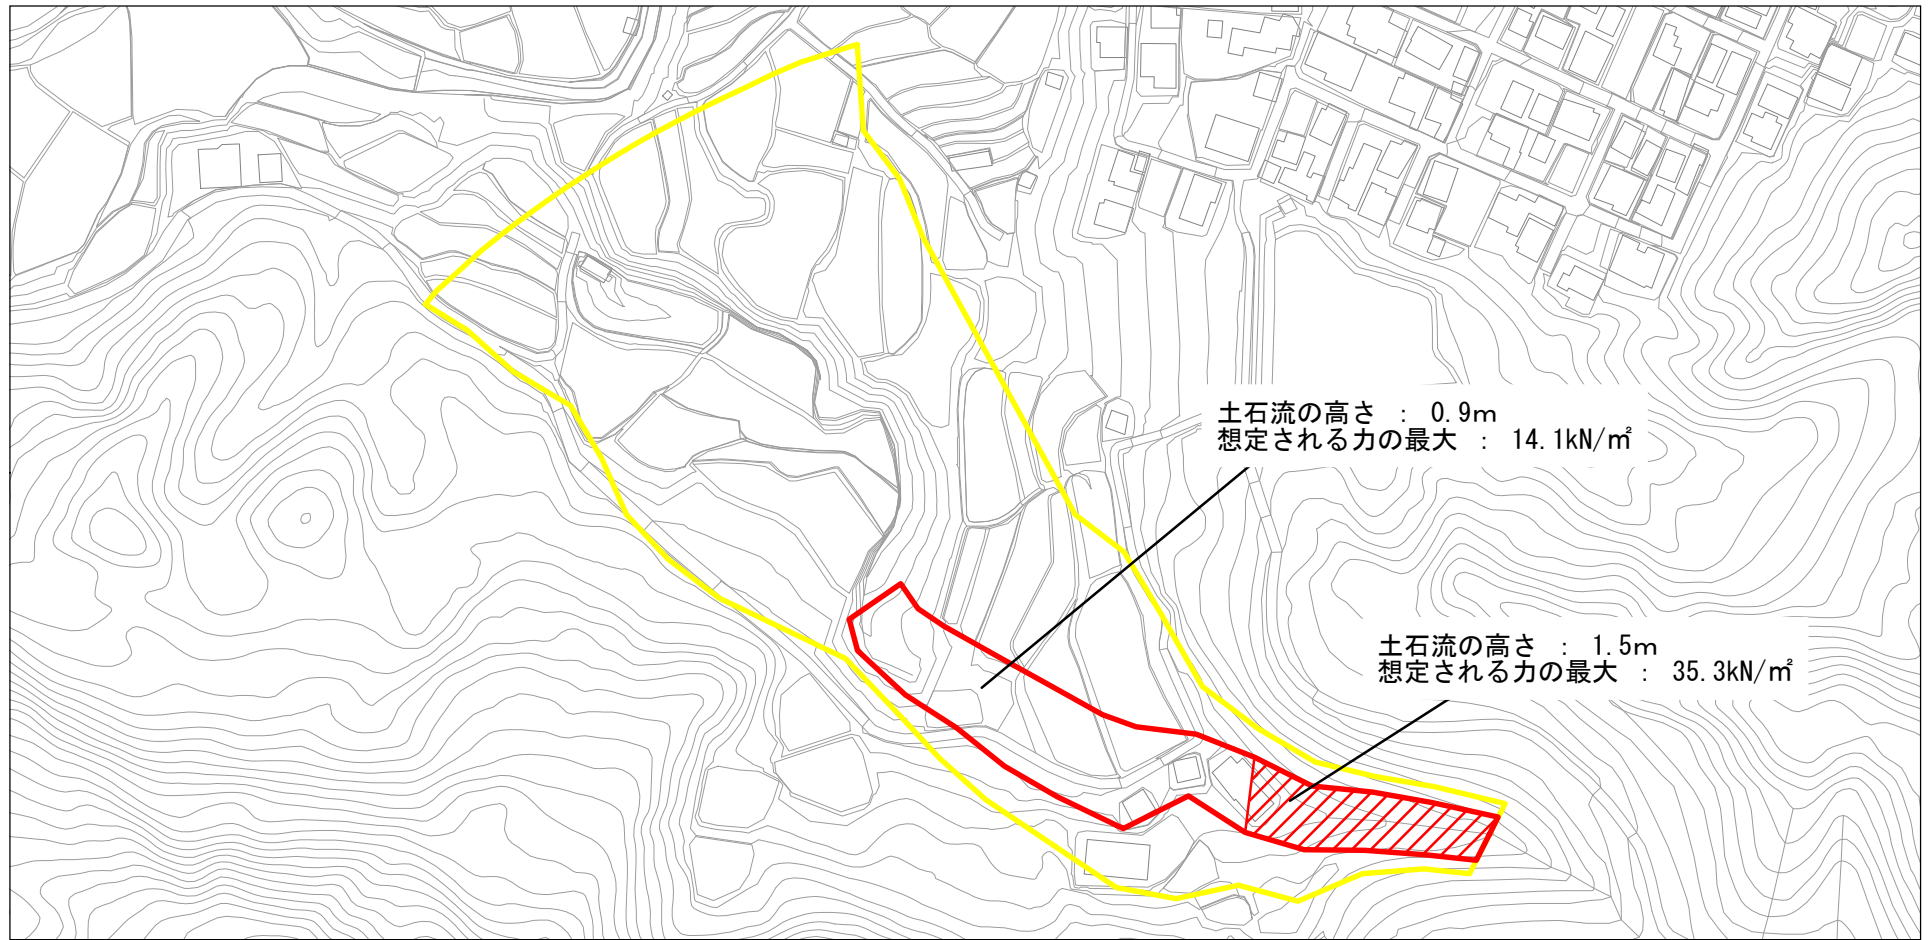 土石流の高さ : 0.9m
想定される力の最大 : 14.1kN/㎡
土石流の高さ : 1.5m
想定される力の最大 : 35.3kN/㎡